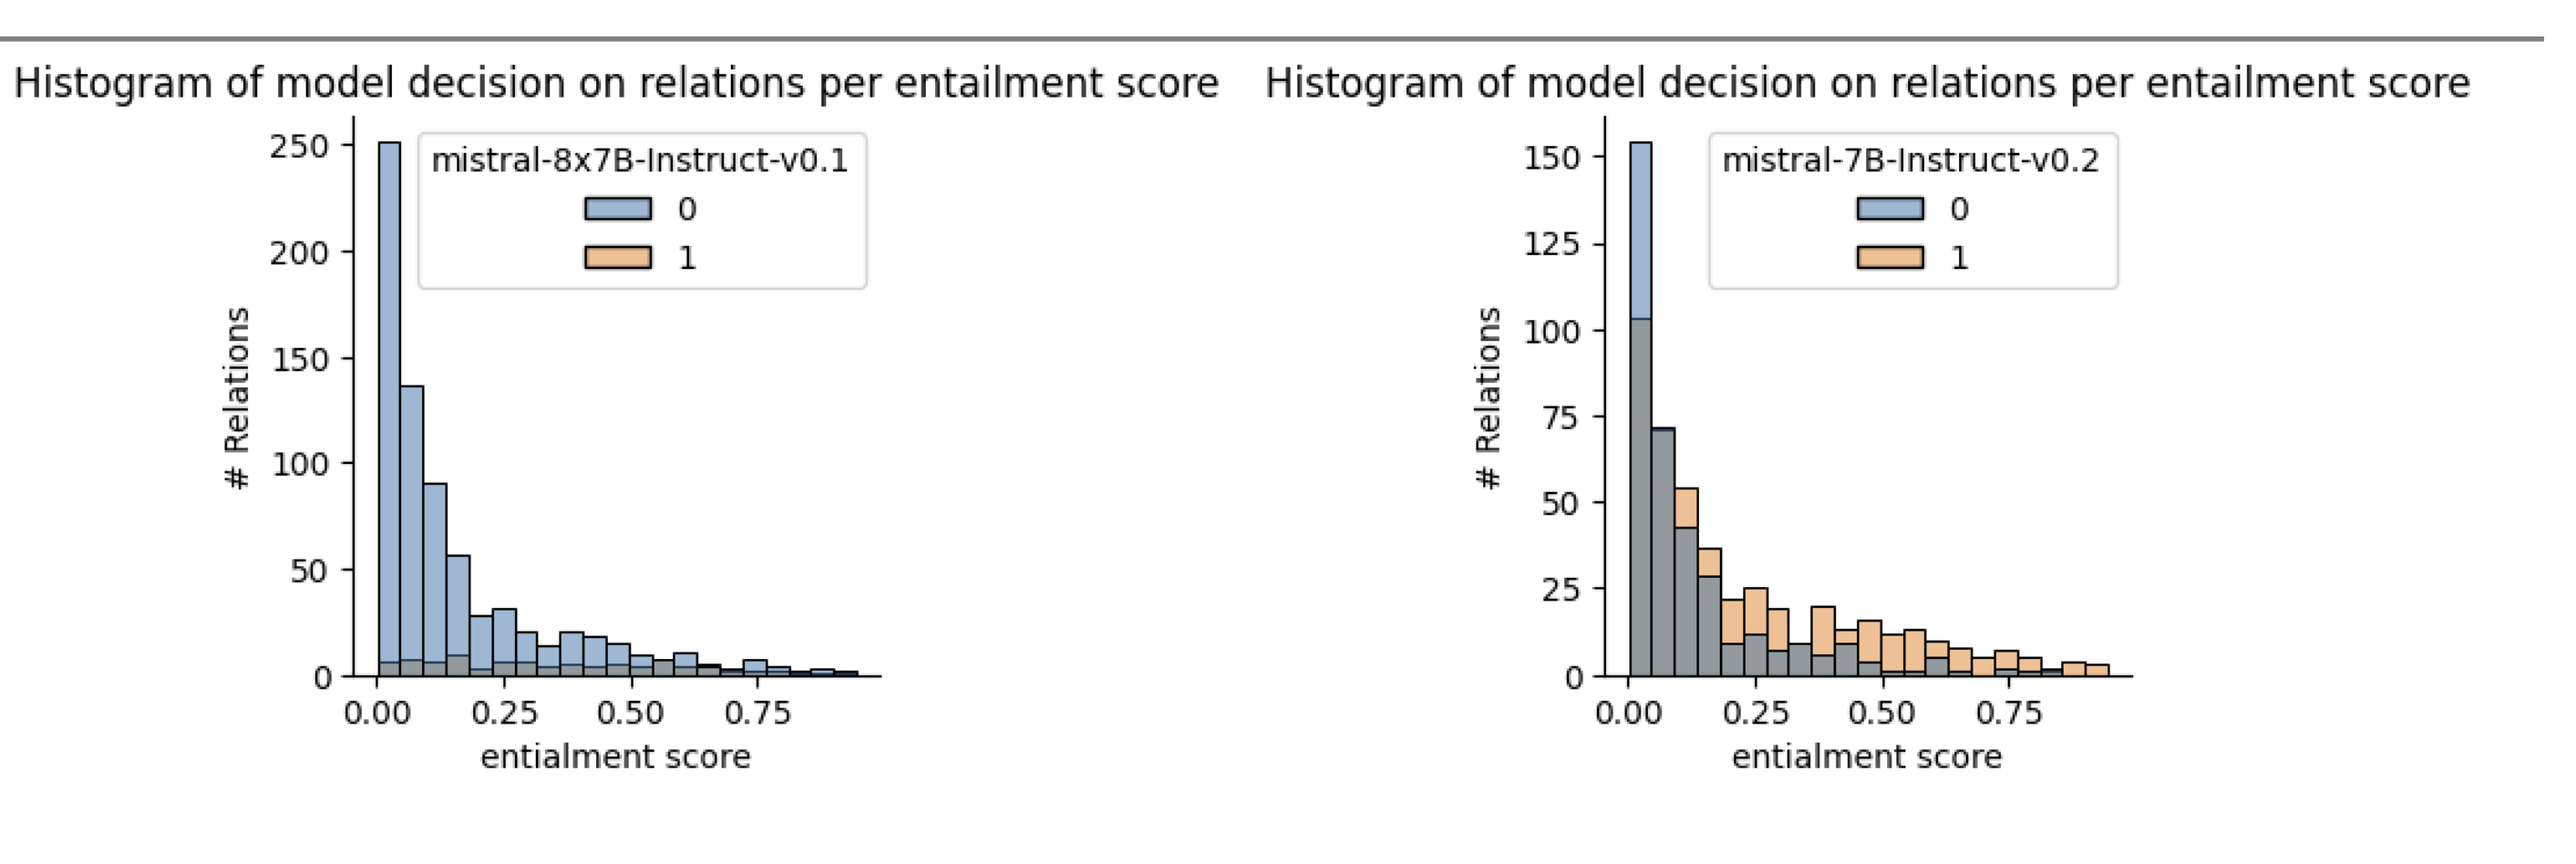 Histogram of model decision on relations per entailment score
250
200
150
100
50
0
# Relations
mistral-8x7B-Instruct-v0.1
0
1
0.00 0.25 0.50 0.75
entialment score
Histogram of model decision on relations per entailment score
150
125
100
75
50
25
0
# Relations
mistral-7B-Instruct-v0.2
0
1
0.00 0.25 0.50 0.75
entialment score